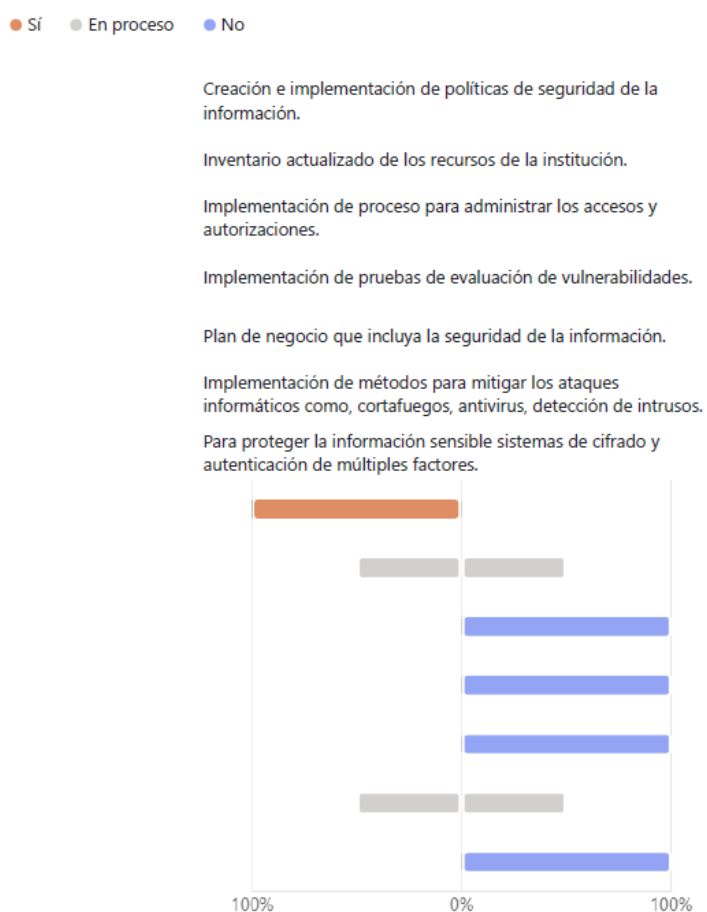 Sí En proceso No
Creación e implementación de políticas de seguridad de la
información.
Inventario actualizado de los recursos de la institución.
Implementación de proceso para administrar los accesos y
autorizaciones.
Implementación de pruebas de evaluación de vulnerabilidades.
Plan de negocio que incluya la seguridad de la información.
Implementación de métodos para mitigar los ataques
informáticos como, cortafuegos, antivirus, detección de intrusos.
Para proteger la información sensible sistemas de cifrado y
autenticación de múltiples factores.
100% 0% 100%